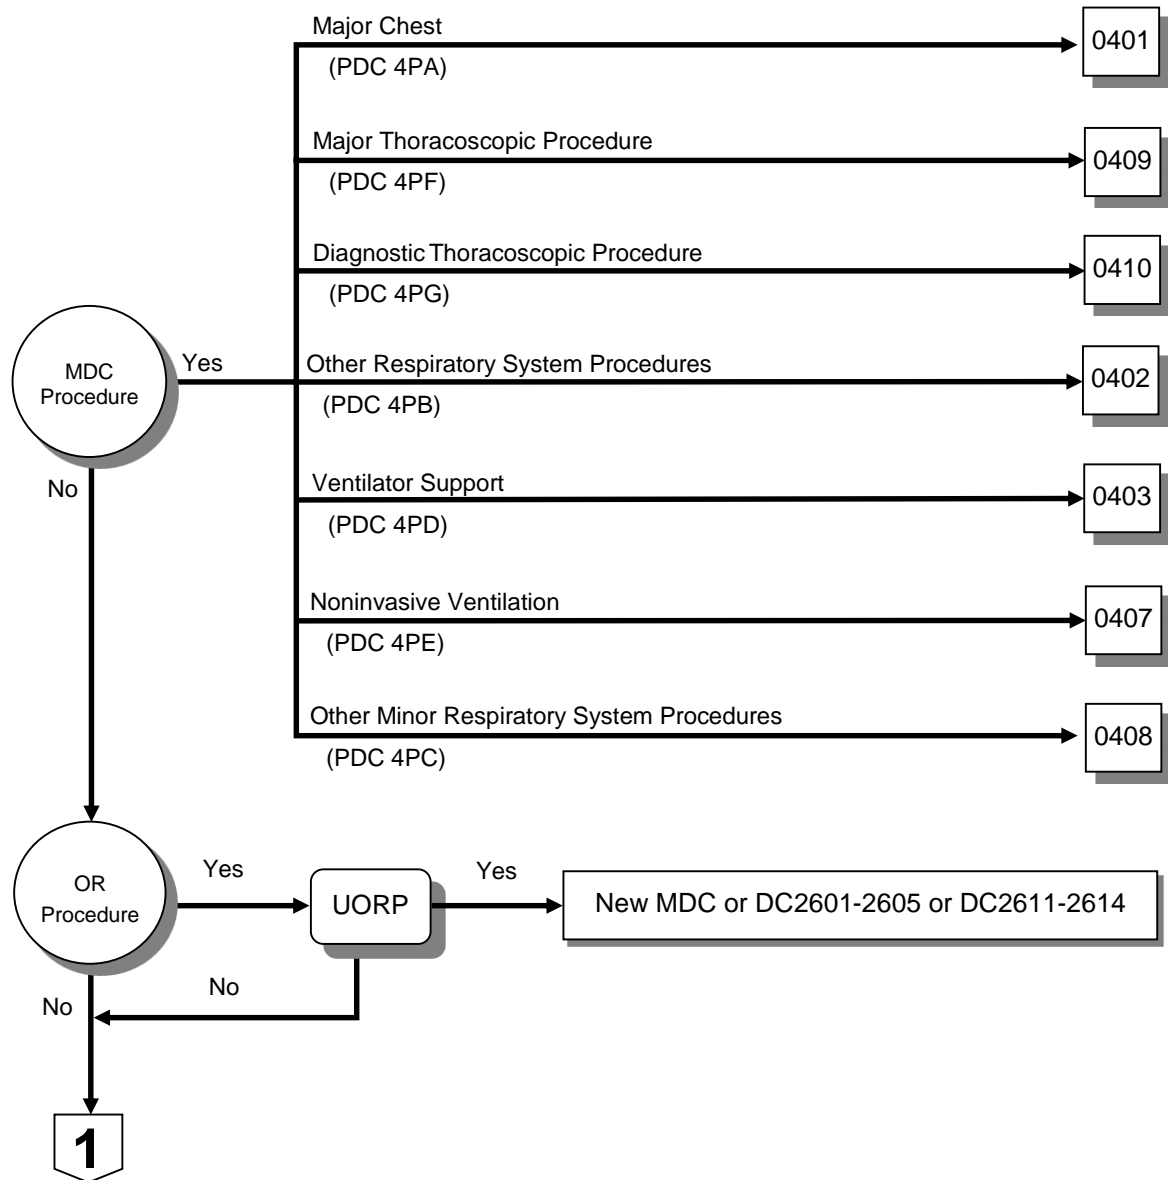 Major Chest
(PDC 4PA)
0401
Major Thoracoscopic Procedure
(PDC 4PF)
0409
Diagnostic Thoracoscopic Procedure
(PDC 4PG)
0410
MDC
Procedure
Yes
Other Respiratory System Procedures
(PDC 4PB)
0402
No
Ventilator Support
(PDC 4PD)
0403
Noninvasive Ventilation
(PDC 4PE)
0407
Other Minor Respiratory System Procedures
(PDC 4PC)
0408
OR
Procedure
Yes
UORP
Yes
New MDC or DC2601-2605 or DC2611-2614
No
No
1